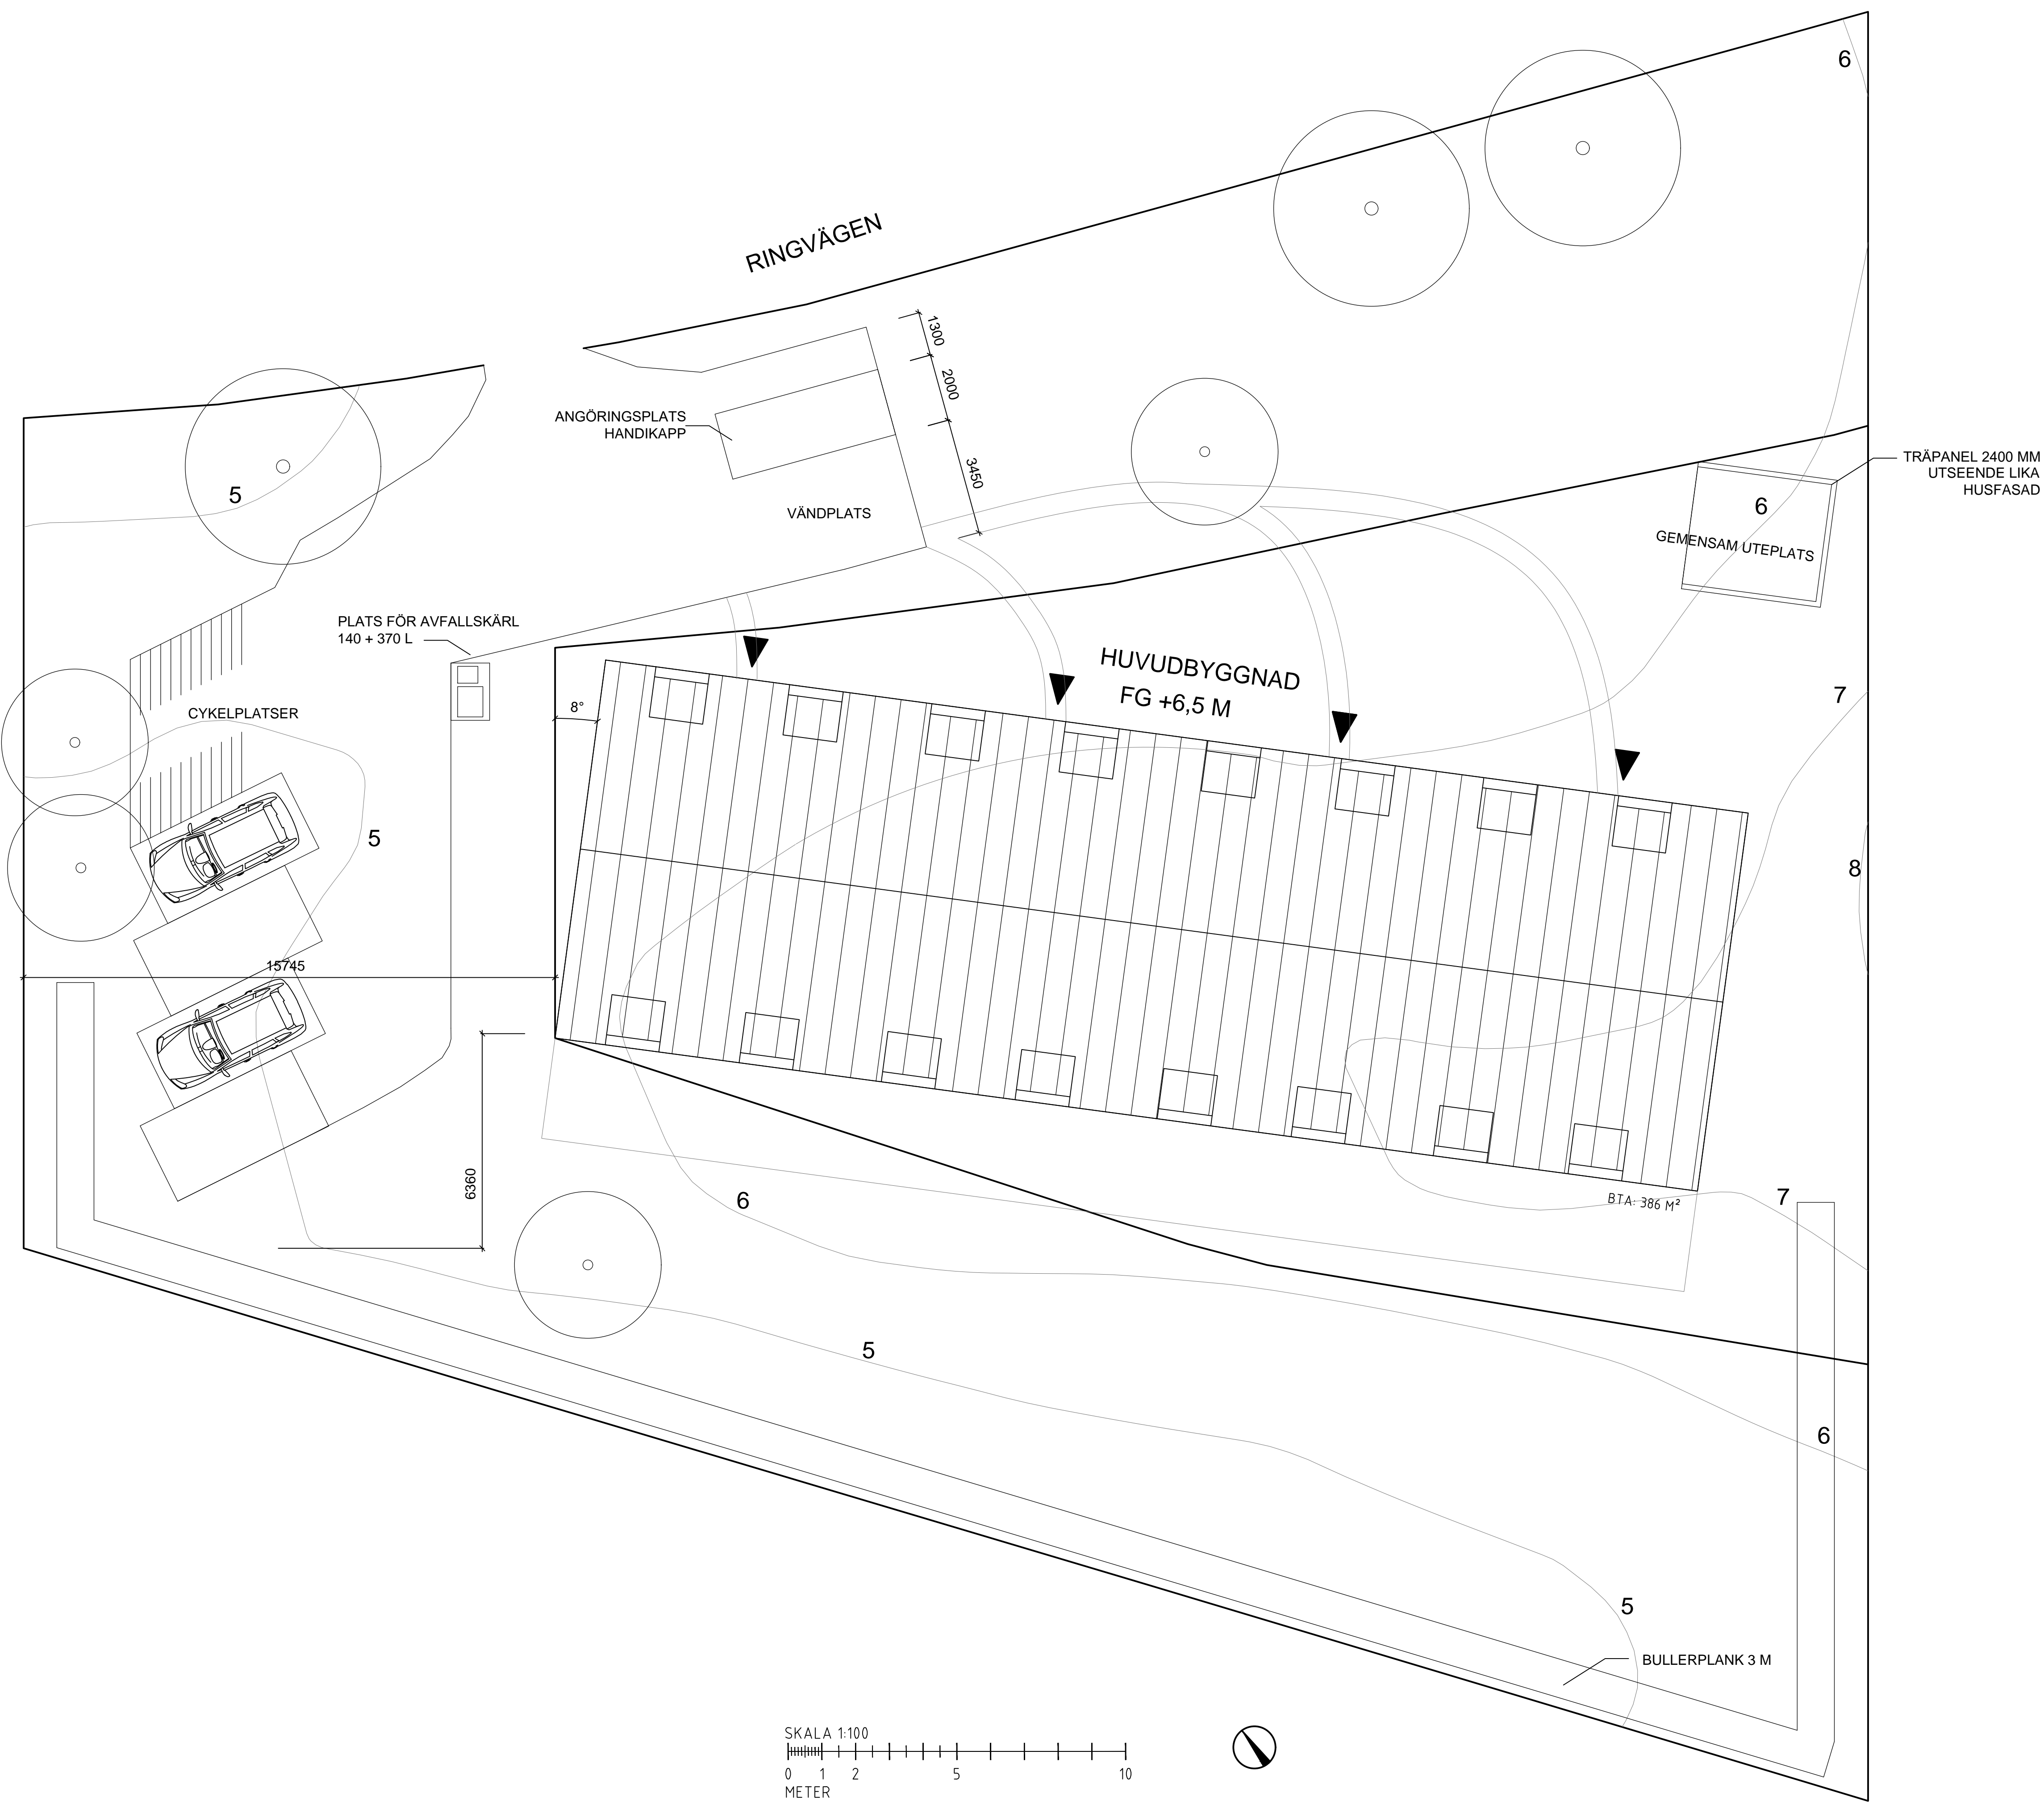 6
RINGVÄGEN
1300
2000
3450
ANGÖRINGSPLATS
HANDIKAPP
VÄNDPLATS
5
TRÄPANEL 2400 MM
UTSEENDE LIKA
HUSFASAD
6
GEMENSAM UTEPLATS
PLATS FÖR AVFALLSKÄRL
140 + 370 L
CYKELPLATSER
8°
HUVUDBYGGNAD
FG +6,5 M
7
5
8
15745
6360
6
BTA: 386 M²
7
5
6
5
BULLERPLANK 3 M
SKALA 1:100
0 1 2 5 10
METER